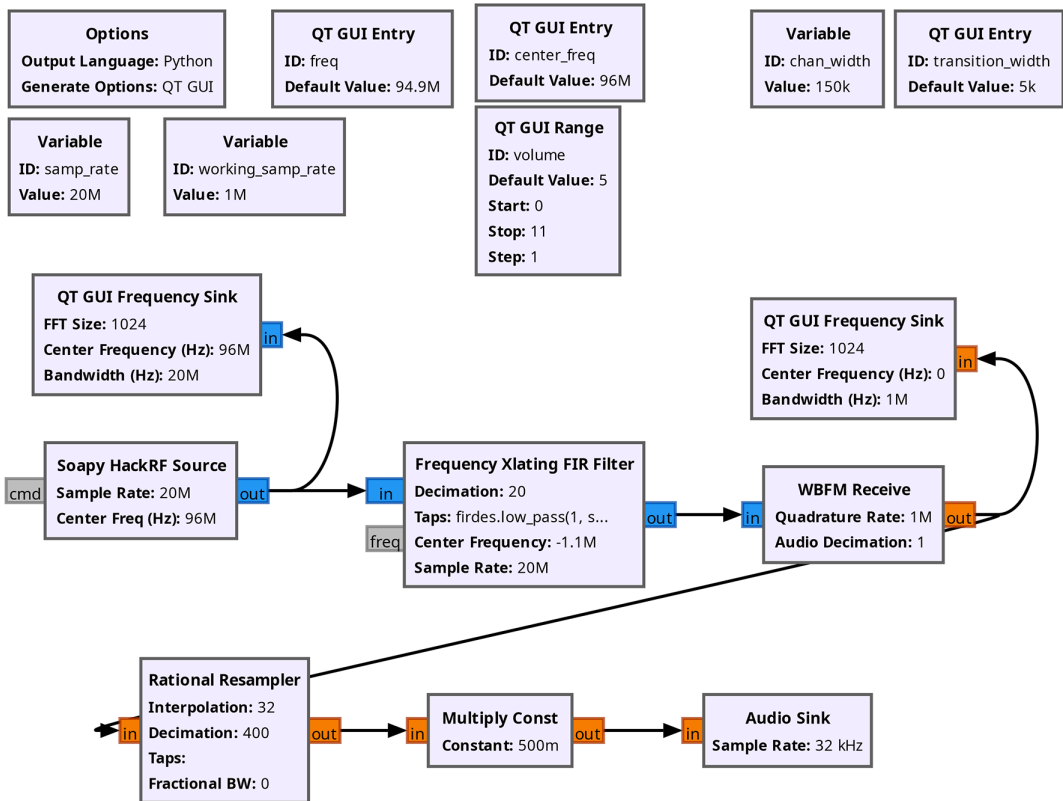 Options
Output Language: Python
Generate Options: QT GUI
QT GUI Entry
ID: freq
Default Value: 94.9M
QT GUI Entry
ID: center_freq
Default Value: 96M
Variable
ID: chan_width
Value: 150k
QT GUI Entry
ID: transition_width
Default Value: 5k
Variable
ID: samp_rate
Value: 20M
Variable
ID: working_samp_rate
Value: 1M
QT GUI Range
ID: volume
Default Value: 5
Start: 0
Stop: 11
Step: 1
QT GUI Frequency Sink
FFT Size: 1024
Center Frequency (Hz): 96M
Bandwidth (Hz): 20M
in
QT GUI Frequency Sink
FFT Size: 1024
Center Frequency (Hz): 0
Bandwidth (Hz): 1M
in
cmd
Soapy HackRF Source
Sample Rate: 20M
Center Freq (Hz): 96M
out
in
freq
Frequency Xlating FIR Filter
Decimation: 20
Taps: firdes.low_pass(1, s...
Center Frequency: -1.1M
Sample Rate: 20M
out
in
WBFM Receive
Quadrature Rate: 1M
Audio Decimation: 1
out
in
Rational Resampler
Interpolation: 32
Decimation: 400
Taps:
Fractional BW: 0
out
in
Multiply Const
Constant: 500m
out
in
Audio Sink
Sample Rate: 32 kHz